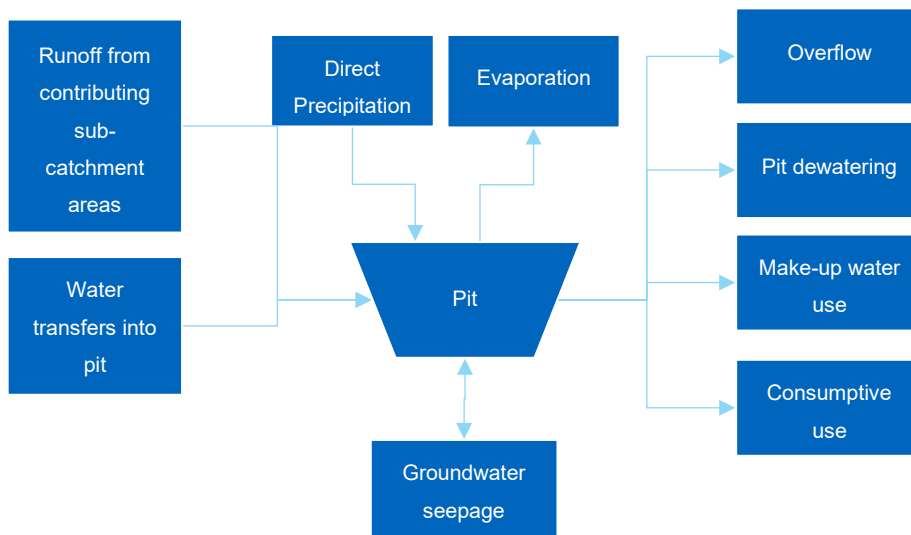 Runoff from
contributing
sub-
catchment
areas
Direct
Precipitation
Evaporation
Overflow
Pit dewatering
Water
transfers into
pit
Pit
Make-up water
use
Consumptive
use
Groundwater
seepage